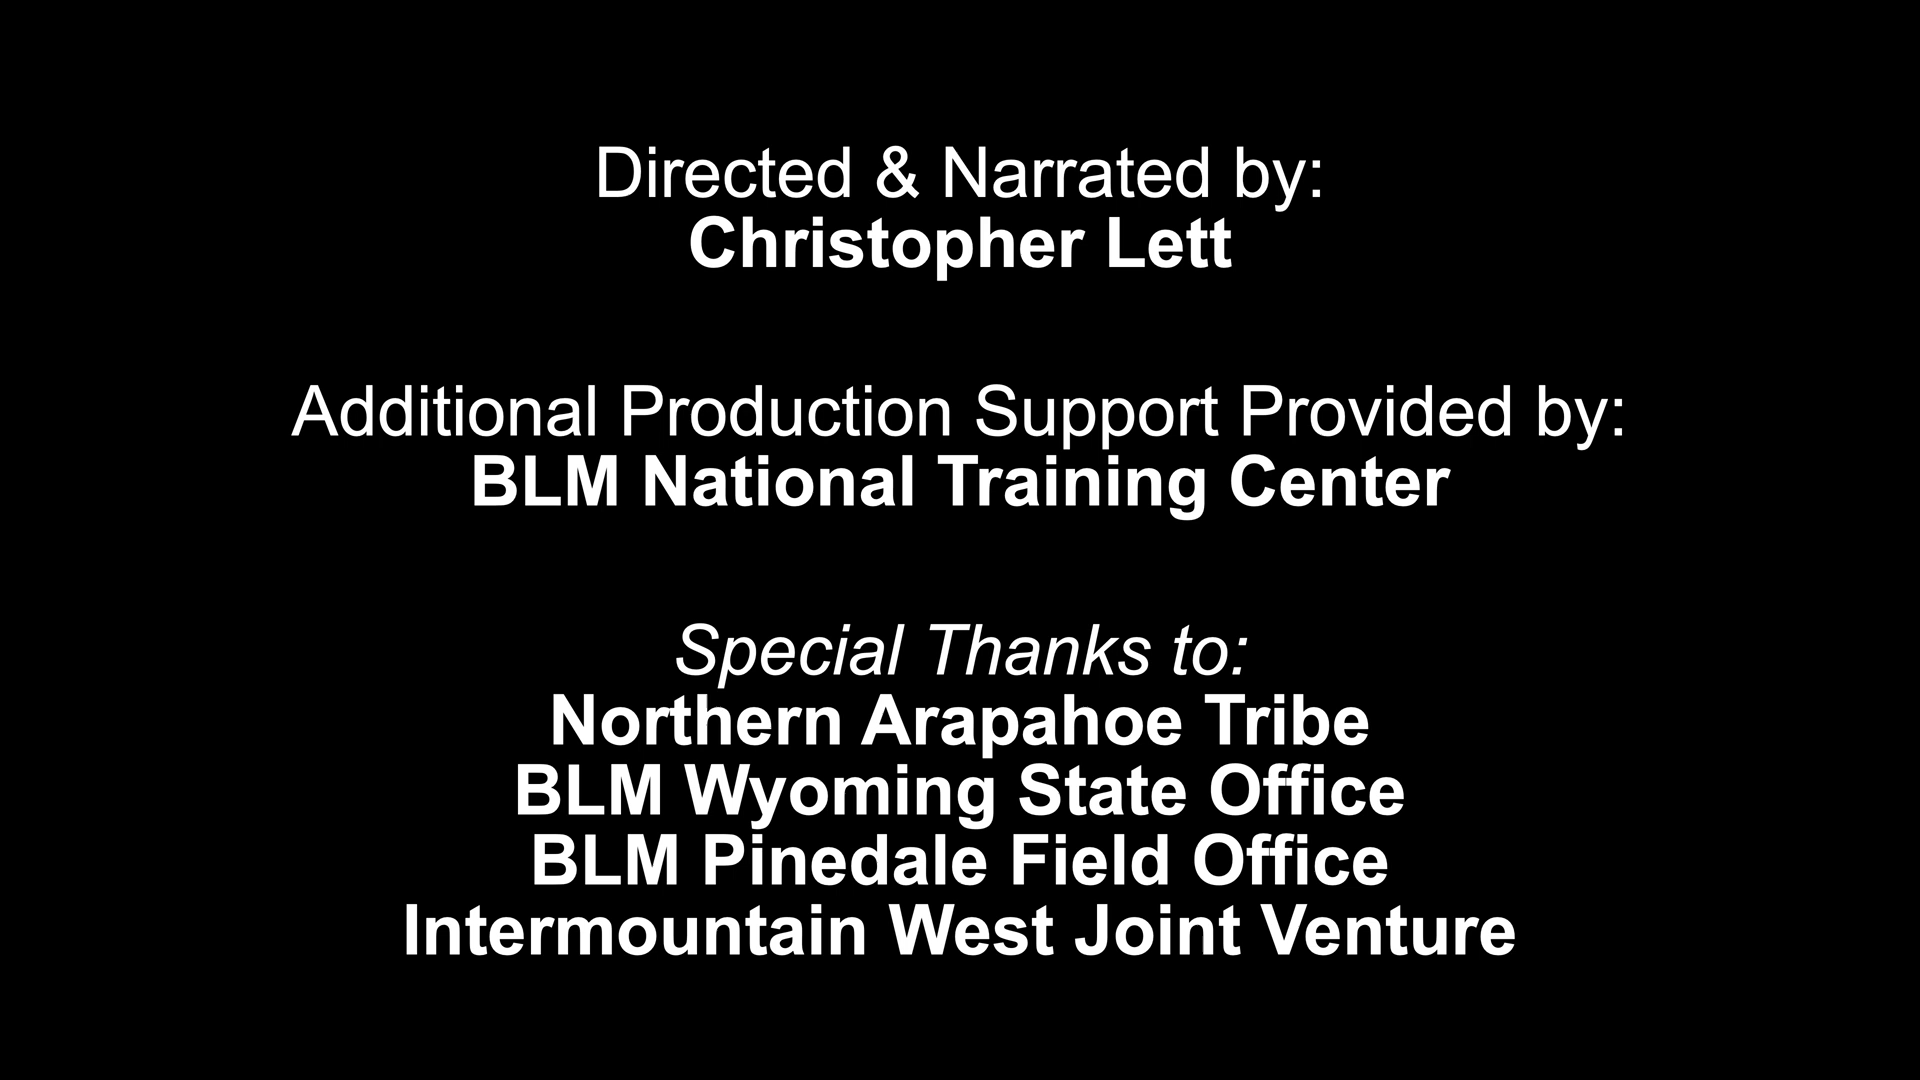 Directed & Narrated by:
Christopher Lett
Additional Production Support Provided by:
BLM National Training Center
Special Thanks to:
Northern Arapahoe Tribe
BLM Wyoming State Office
BLM Pinedale Field Office
Intermountain West Joint Venture